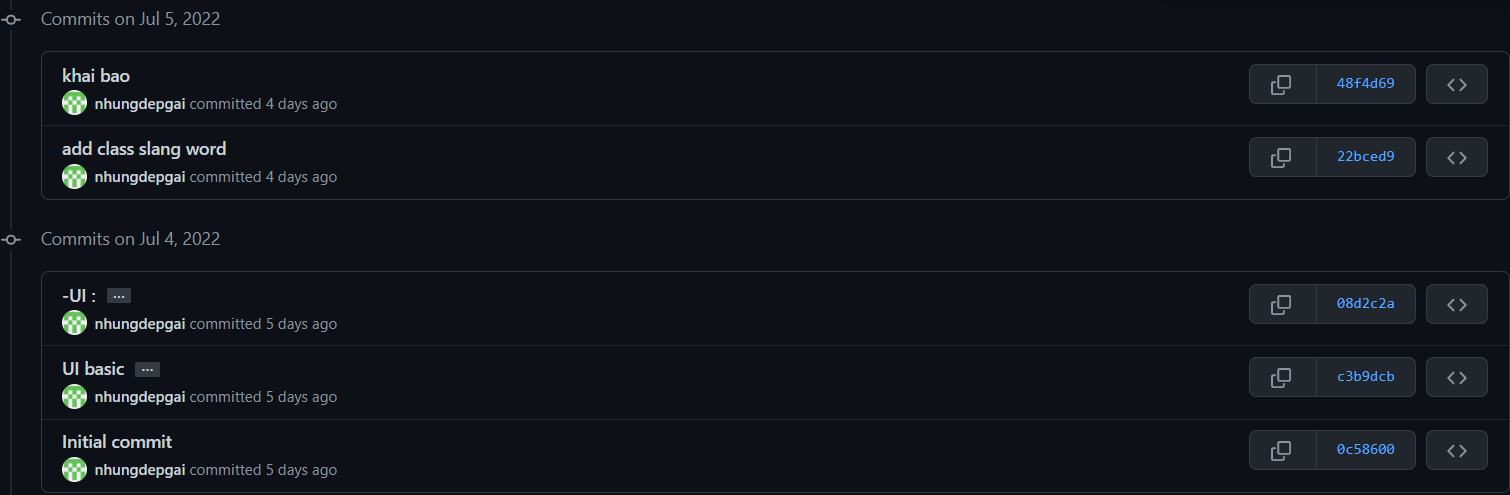 Commits on Jul 5, 2022
khai bao
48f4d69
nhungdepgai committed 4 days ago
add class slang word
22bced9
nhungdepgai committed 4 days ago
Commits on Jul 4, 2022
-UI : ...
08d2c2a
nhungdepgai committed 5 days ago
UI basic ...
c3b9dcb
nhungdepgai committed 5 days ago
Initial commit
0c58600
nhungdepgai committed 5 days ago